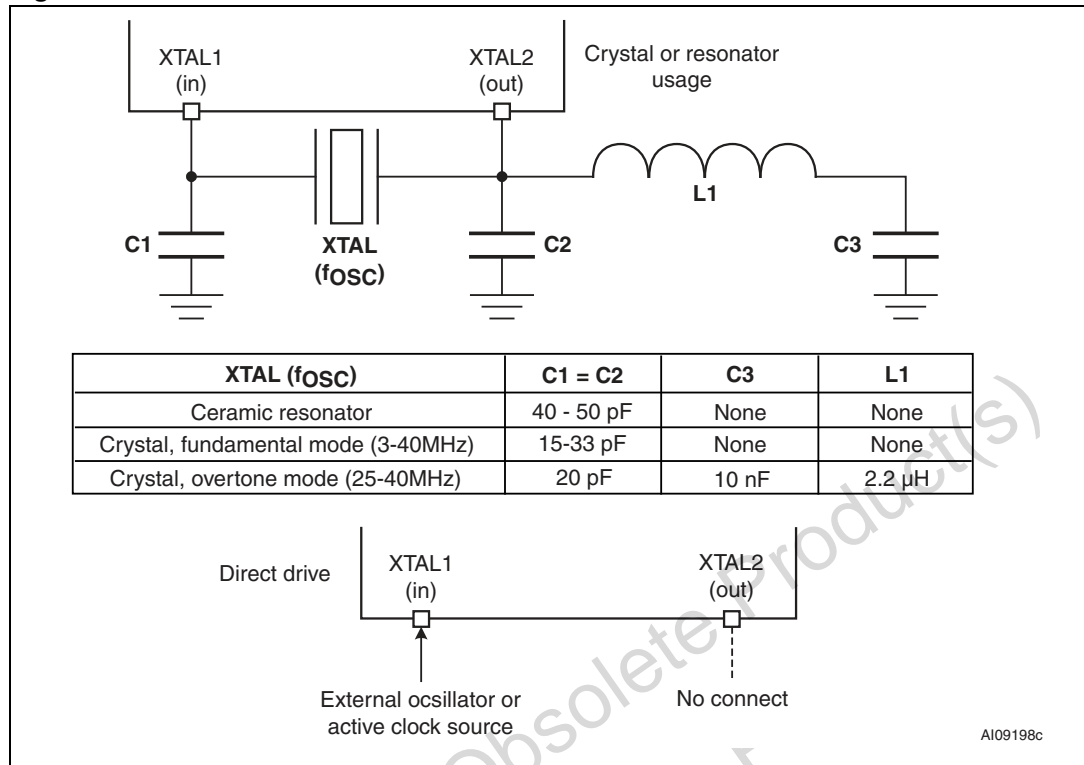 XTAL1
(in)
XTAL2
(out)
Crystal or resonator
usage
L1
C1
XTAL
(fOSC)
C2
C3
XTAL (fOSC) C1 = C2 C3 L1
Ceramic resonator 40 - 50 pF None None
Crystal, fundamental mode (3-40MHz) 15-33 pF None None
Crystal, overtone mode (25-40MHz) 20 pF 10 nF 2.2 µH
Direct drive
XTAL1
(in)
XTAL2
(out)
External ocsillator or
active clock source
No connect
AI09198c
Obsolete Product(s)